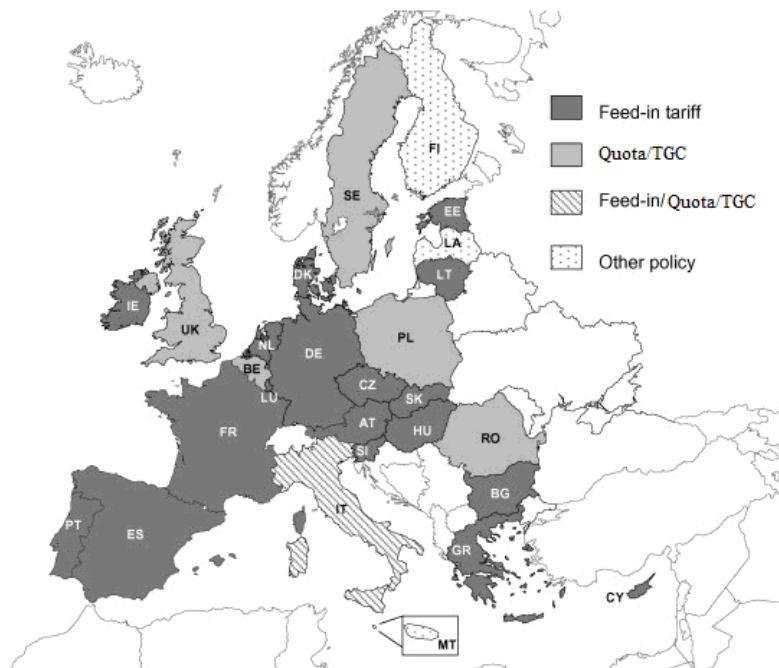 Feed-in tariff
Quota/TGC
Feed-in/Quota/TGC
Other policy
FI
SE
EE
LA
LT
DK
IE
UK
NL
BE
LU
DE
PL
CZ
SK
AT
HU
SI
FR
RO
BG
IT
PT
ES
GR
CY
MT